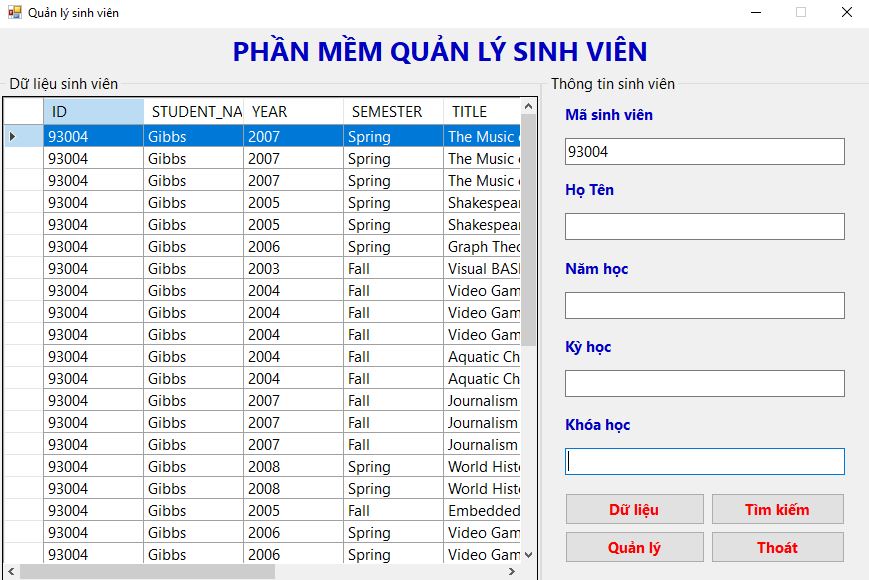 Quản lý sinh viên
PHẦN MỀM QUẢN LÝ SINH VIÊN
Dữ liệu sinh viên
ID STUDENT_NA YEAR SEMESTER TITLE
93004 Gibbs 2007 Spring The Music
93004 Gibbs 2007 Spring The Music
93004 Gibbs 2007 Spring The Music
93004 Gibbs 2005 Spring Shakespear
93004 Gibbs 2005 Spring Shakespear
93004 Gibbs 2006 Spring Graph Theo
93004 Gibbs 2003 Fall Visual BASI
93004 Gibbs 2004 Fall Video Gam
93004 Gibbs 2004 Fall Video Gam
93004 Gibbs 2004 Fall Video Gam
93004 Gibbs 2004 Fall Aquatic Ch
93004 Gibbs 2004 Fall Aquatic Ch
93004 Gibbs 2007 Fall Journalism
93004 Gibbs 2007 Fall Journalism
93004 Gibbs 2007 Fall Journalism
93004 Gibbs 2008 Spring World Histo
93004 Gibbs 2008 Spring World Histo
93004 Gibbs 2005 Fall Embedded
93004 Gibbs 2006 Spring Video Gam
93004 Gibbs 2006 Spring Video Gam
Thông tin sinh viên
Mã sinh viên
93004
Họ Tên
Năm học
Kỳ học
Khóa học
Dữ liệu Tìm kiếm
Quản lý Thoát